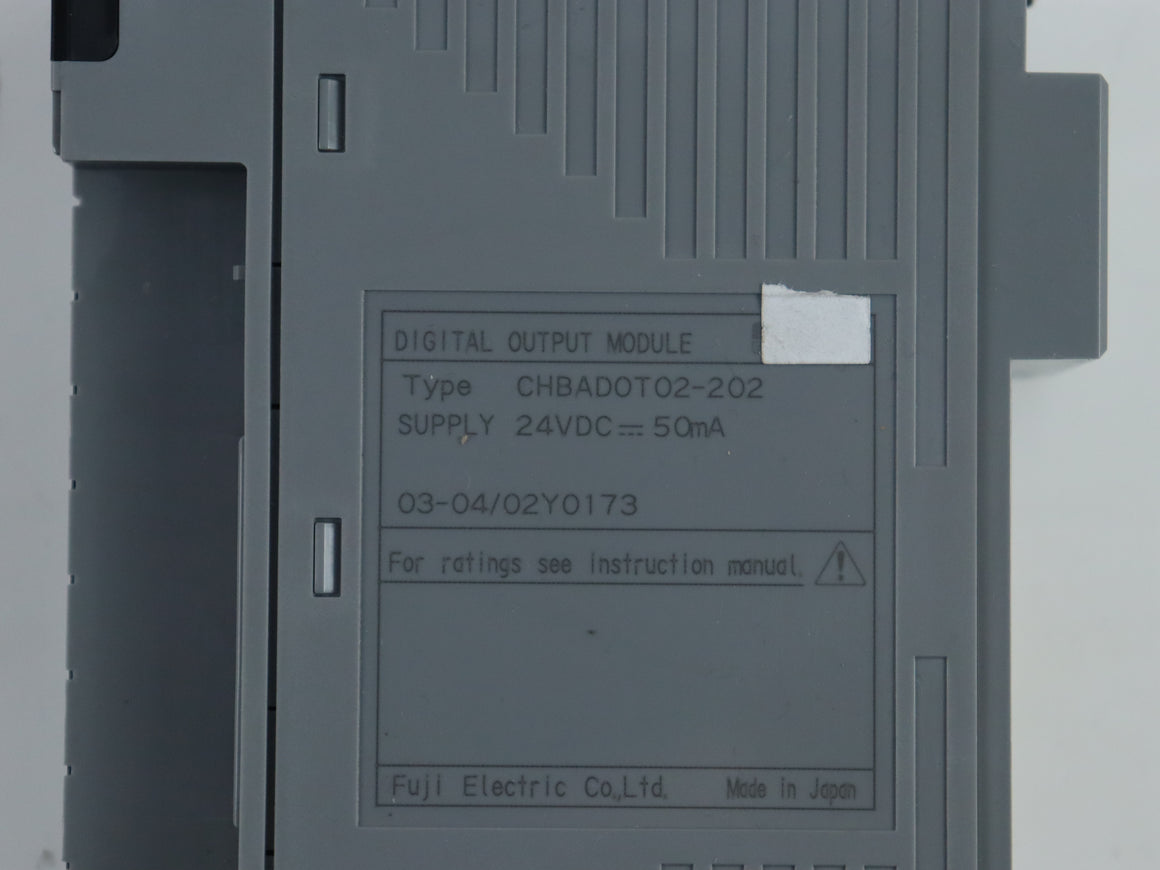 DIGITAL OUTPUT MODULE
Type CHBADOT02-202
SUPPLY 24VDC⎓50mA
03-04/02Y0173
For ratings see instruction manual.
Fuji Electric Co.,Ltd. Made in Japan